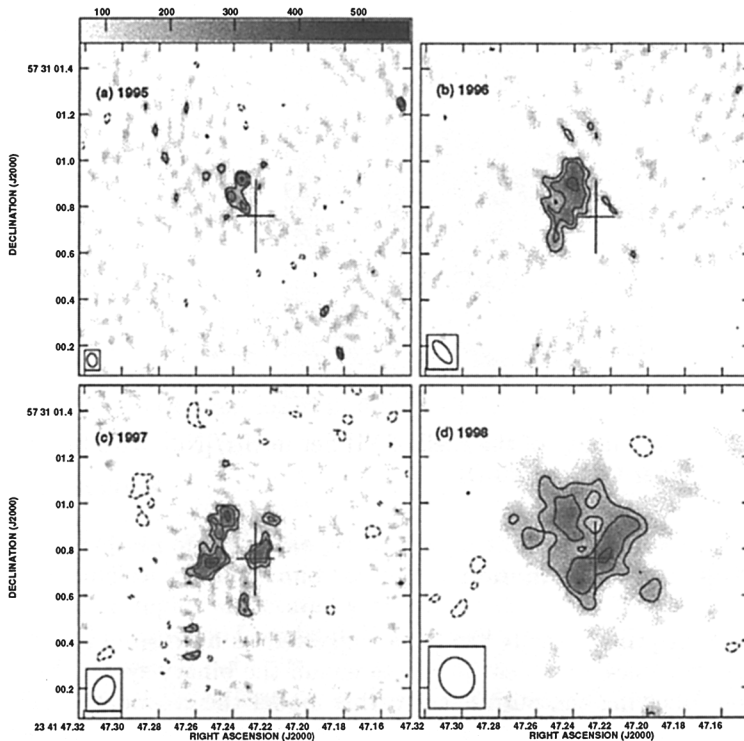 100 200 300 400 500
57 31 01.4
01.2
01.0
00.8
00.6
00.4
00.2
DECLINATION (J2000)
(a) 1995
(b) 1996
57 31 01.4
01.2
01.0
00.8
00.6
00.4
00.2
DECLINATION (J2000)
(c) 1997
(d) 1998
23 41 47.32 47.30 47.28 47.26 47.24 47.22 47.20 47.18 47.16
RIGHT ASCENSION (J2000)
47.30 47.28 47.26 47.24 47.22 47.20 47.18 47.16
RIGHT ASCENSION (J2000)